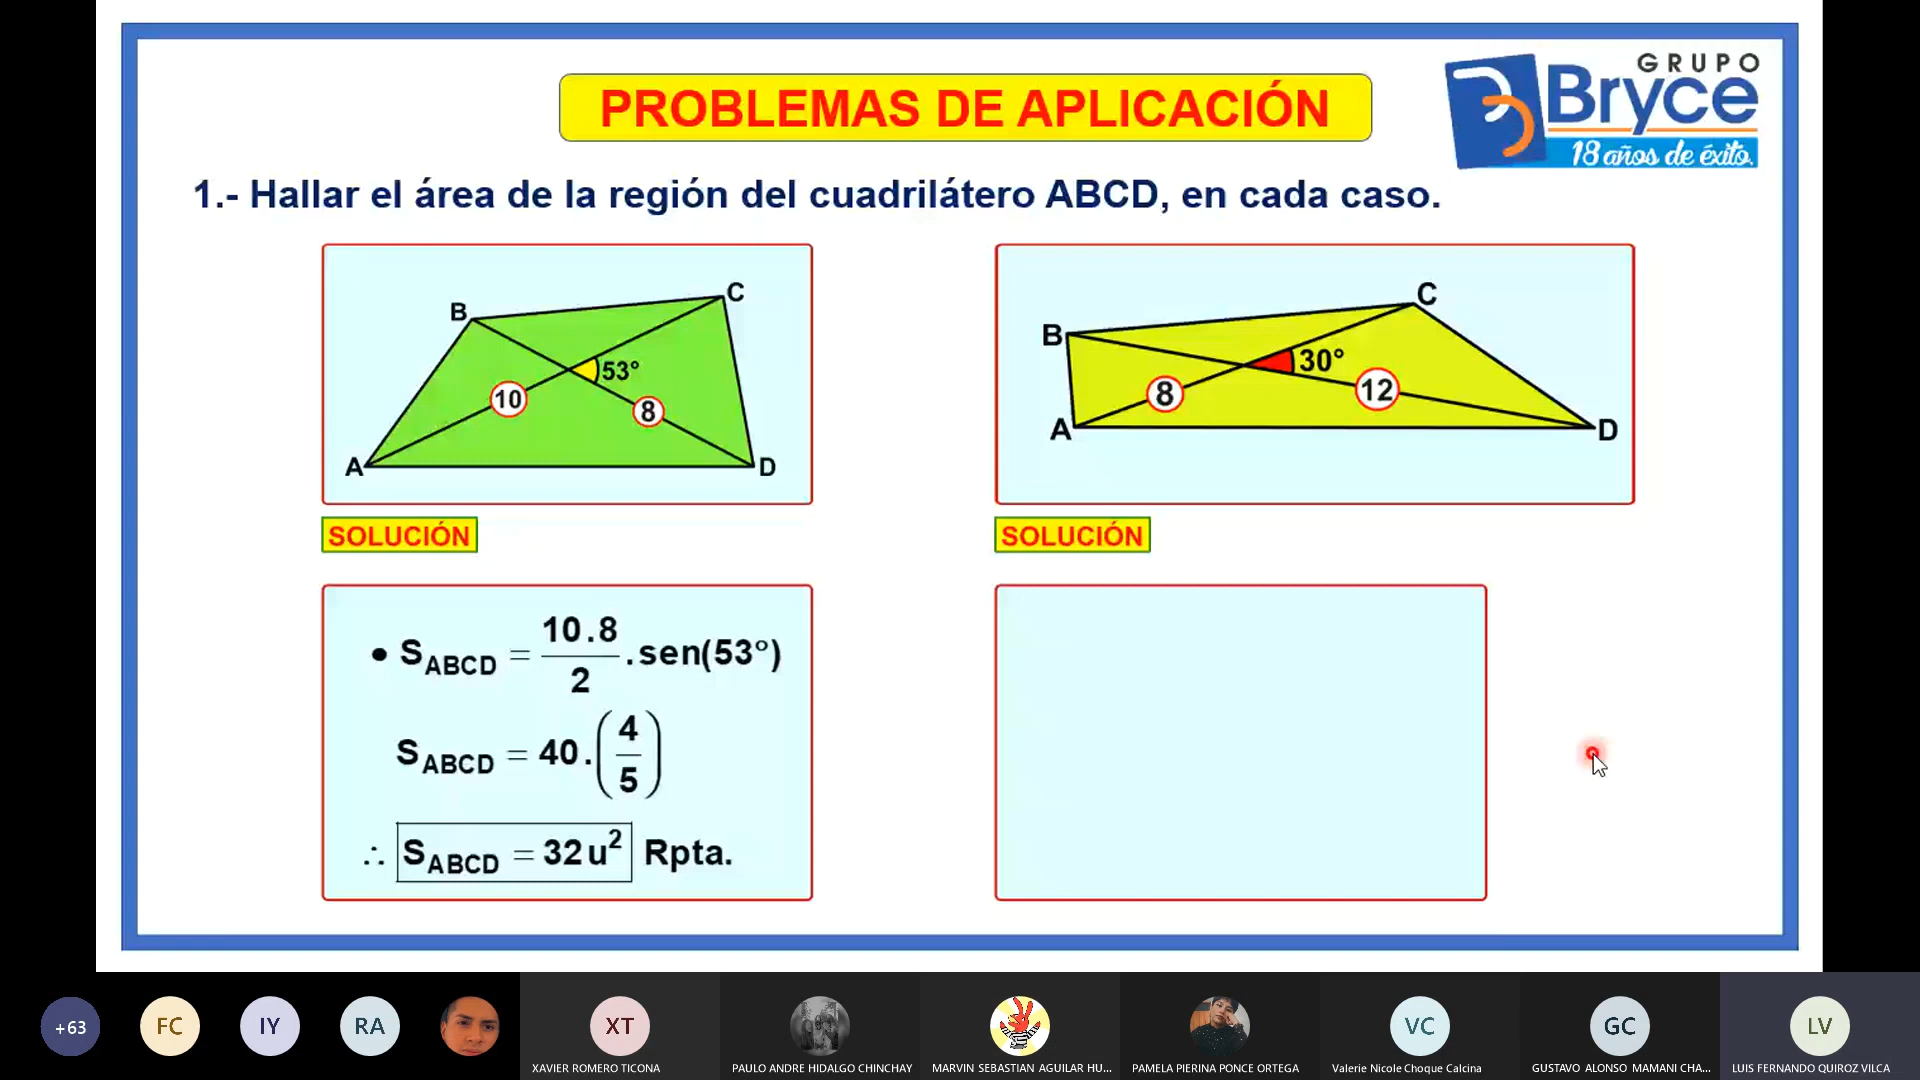 PROBLEMAS DE APLICACIÓN
GRUPO
Bryce
18 años de éxito.
1.- Hallar el área de la región del cuadrilátero ABCD, en cada caso.
B
C
53°
10
8
A
D
C
B
30°
8
12
A
D
SOLUCIÓN
SOLUCIÓN
• S_ABCD = 10.8/2 .sen(53°)
S_ABCD = 40.(4/5)
∴ S_ABCD = 32 u² Rpta.
+63
FC
IY
RA
XT
VC
GC
LV
XAVIER ROMERO TICONA
PAULO ANDRE HIDALGO CHINCHAY
MARVIN SEBASTIAN AGUILAR HU...
PAMELA PIERINA PONCE ORTEGA
Valerie Nicole Choque Calcina
GUSTAVO ALONSO MAMANI CHA...
LUIS FERNANDO QUIROZ VILCA